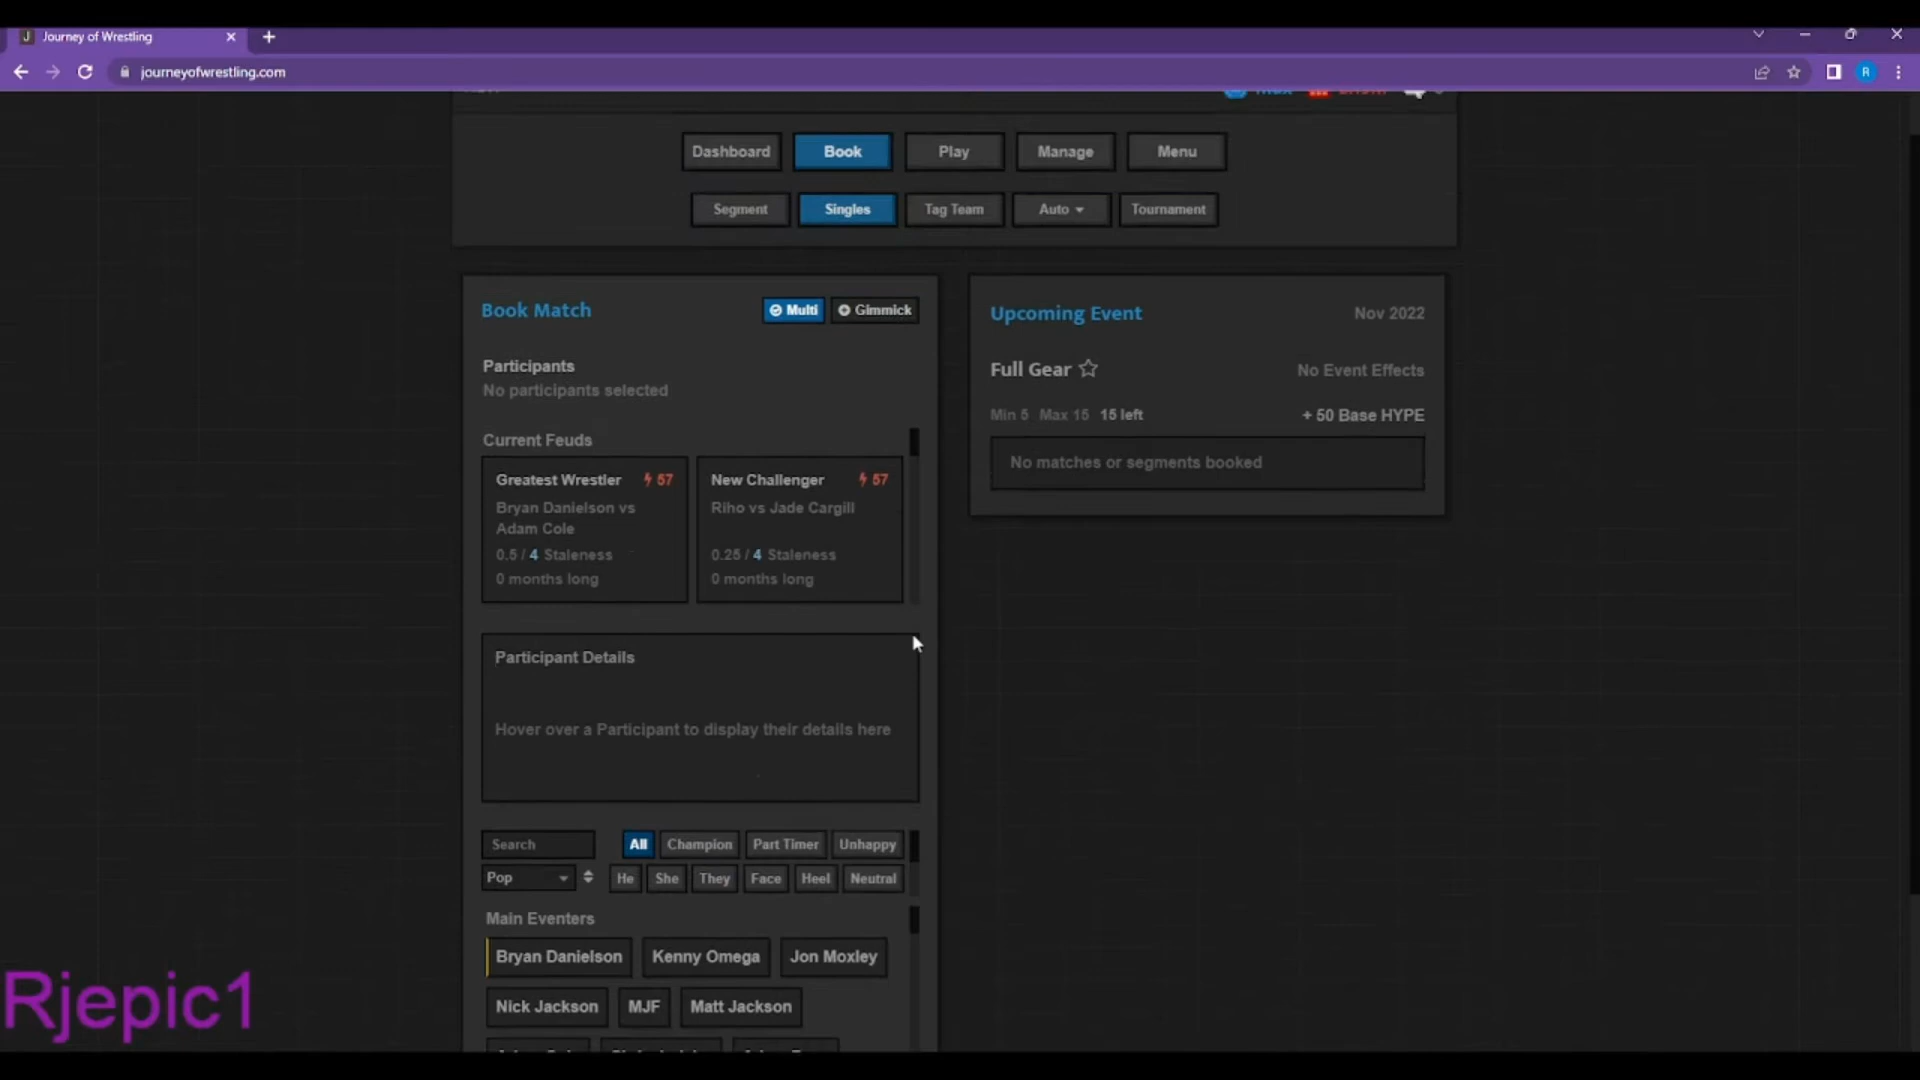 Journey of Wrestling
journeyofwrestling.com
R
Dashboard Book Play Manage Menu
Segment Singles Tag Team Auto Tournament
Book Match Multi Gimmick
Participants
No participants selected
Current Feuds
Greatest Wrestler 57
Bryan Danielson vs
Adam Cole
0.5 / 4 Staleness
0 months long
New Challenger 57
Riho vs Jade Cargill
0.25 / 4 Staleness
0 months long
Participant Details
Hover over a Participant to display their details here
Search All Champion Part Timer Unhappy
Pop He She They Face Heel Neutral
Main Eventers
Bryan Danielson Kenny Omega Jon Moxley
Nick Jackson MJF Matt Jackson
Upcoming Event Nov 2022
Full Gear No Event Effects
Min 5 Max 15 15 left + 50 Base HYPE
No matches or segments booked
Rjepic1